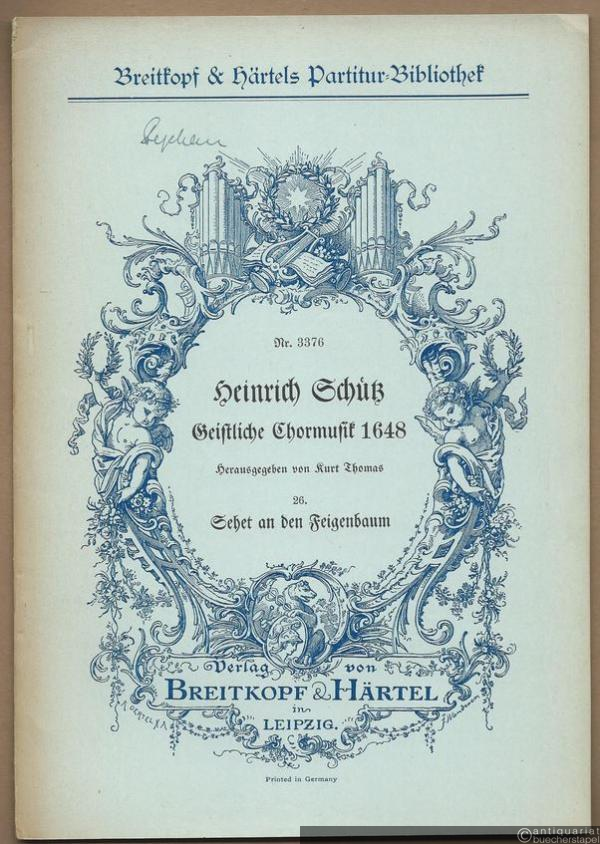 Breitkopf & Härtels Partitur-Bibliothek
Nr. 3376
Heinrich Schütz
Geistliche Chormusik 1648
Herausgegeben von Kurt Thomas
26.
Sehet an den Feigenbaum
Verlag von
BREITKOPF & HÄRTEL
in
LEIPZIG.
Printed in Germany
© antiquariat
buecherstapel